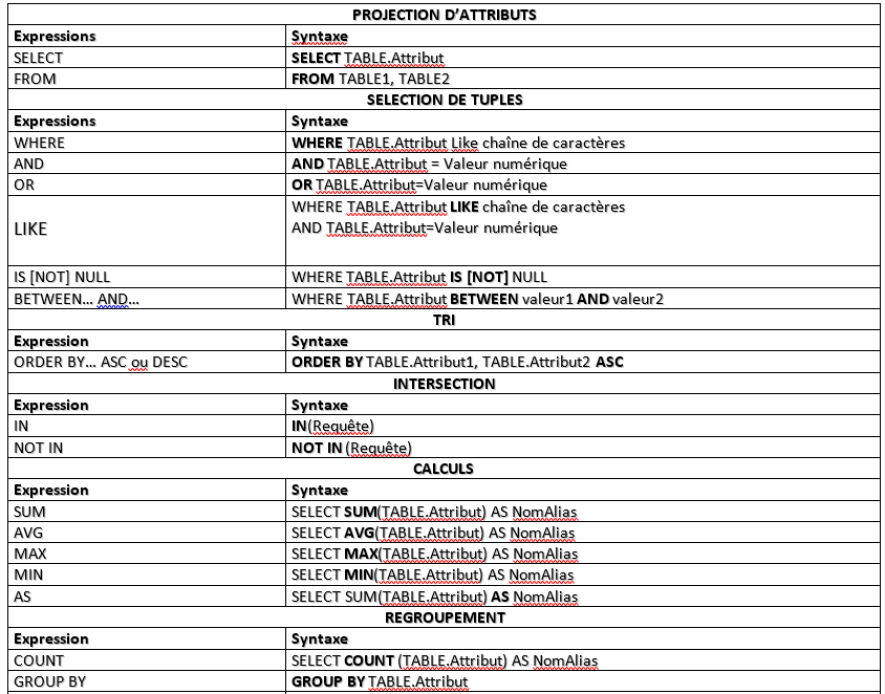 PROJECTION D'ATTRIBUTS
Expressions Syntaxe
SELECT SELECT TABLE.Attribut
FROM FROM TABLE1, TABLE2
SELECTION DE TUPLES
Expressions Syntaxe
WHERE WHERE TABLE.Attribut Like chaîne de caractères
AND AND TABLE.Attribut = Valeur numérique
OR OR TABLE.Attribut=Valeur numérique
LIKE WHERE TABLE.Attribut LIKE chaîne de caractères
AND TABLE.Attribut=Valeur numérique
IS [NOT] NULL WHERE TABLE.Attribut IS [NOT] NULL
BETWEEN... AND... WHERE TABLE.Attribut BETWEEN valeur1 AND valeur2
TRI
Expression Syntaxe
ORDER BY... ASC ou DESC ORDER BY TABLE.Attribut1, TABLE.Attribut2 ASC
INTERSECTION
Expression Syntaxe
IN IN(Requête)
NOT IN NOT IN (Requête)
CALCULS
Expression Syntaxe
SUM SELECT SUM(TABLE.Attribut) AS NomAlias
AVG SELECT AVG(TABLE.Attribut) AS NomAlias
MAX SELECT MAX(TABLE.Attribut) AS NomAlias
MIN SELECT MIN(TABLE.Attribut) AS NomAlias
AS SELECT SUM(TABLE.Attribut) AS NomAlias
REGROUPEMENT
Expression Syntaxe
COUNT SELECT COUNT (TABLE.Attribut) AS NomAlias
GROUP BY GROUP BY TABLE.Attribut